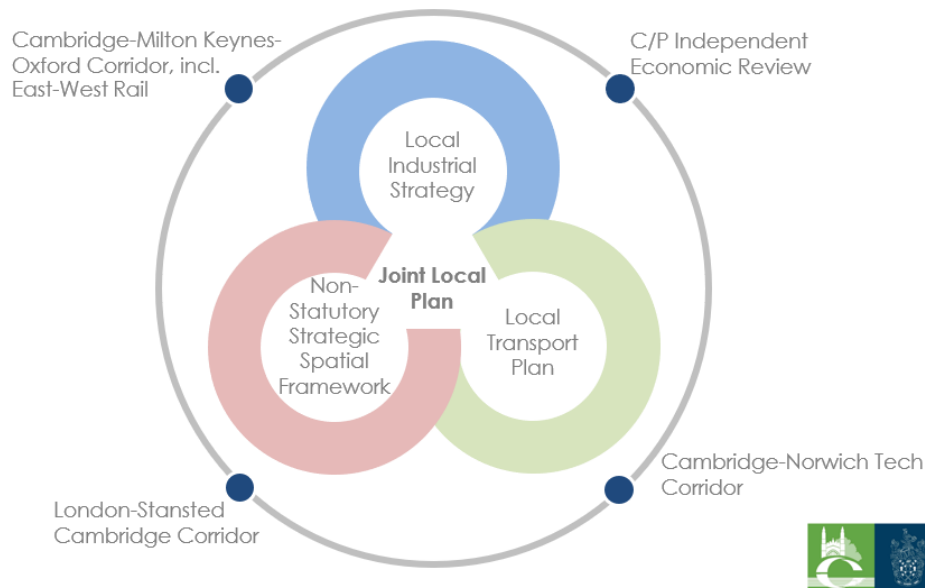 Cambridge-Milton Keynes-
Oxford Corridor, incl.
East-West Rail
C/P Independent
Economic Review
Local
Industrial
Strategy
Joint Local
Plan
Non-
Statutory
Strategic
Spatial
Framework
Local
Transport
Plan
London-Stansted
Cambridge Corridor
Cambridge-Norwich Tech
Corridor